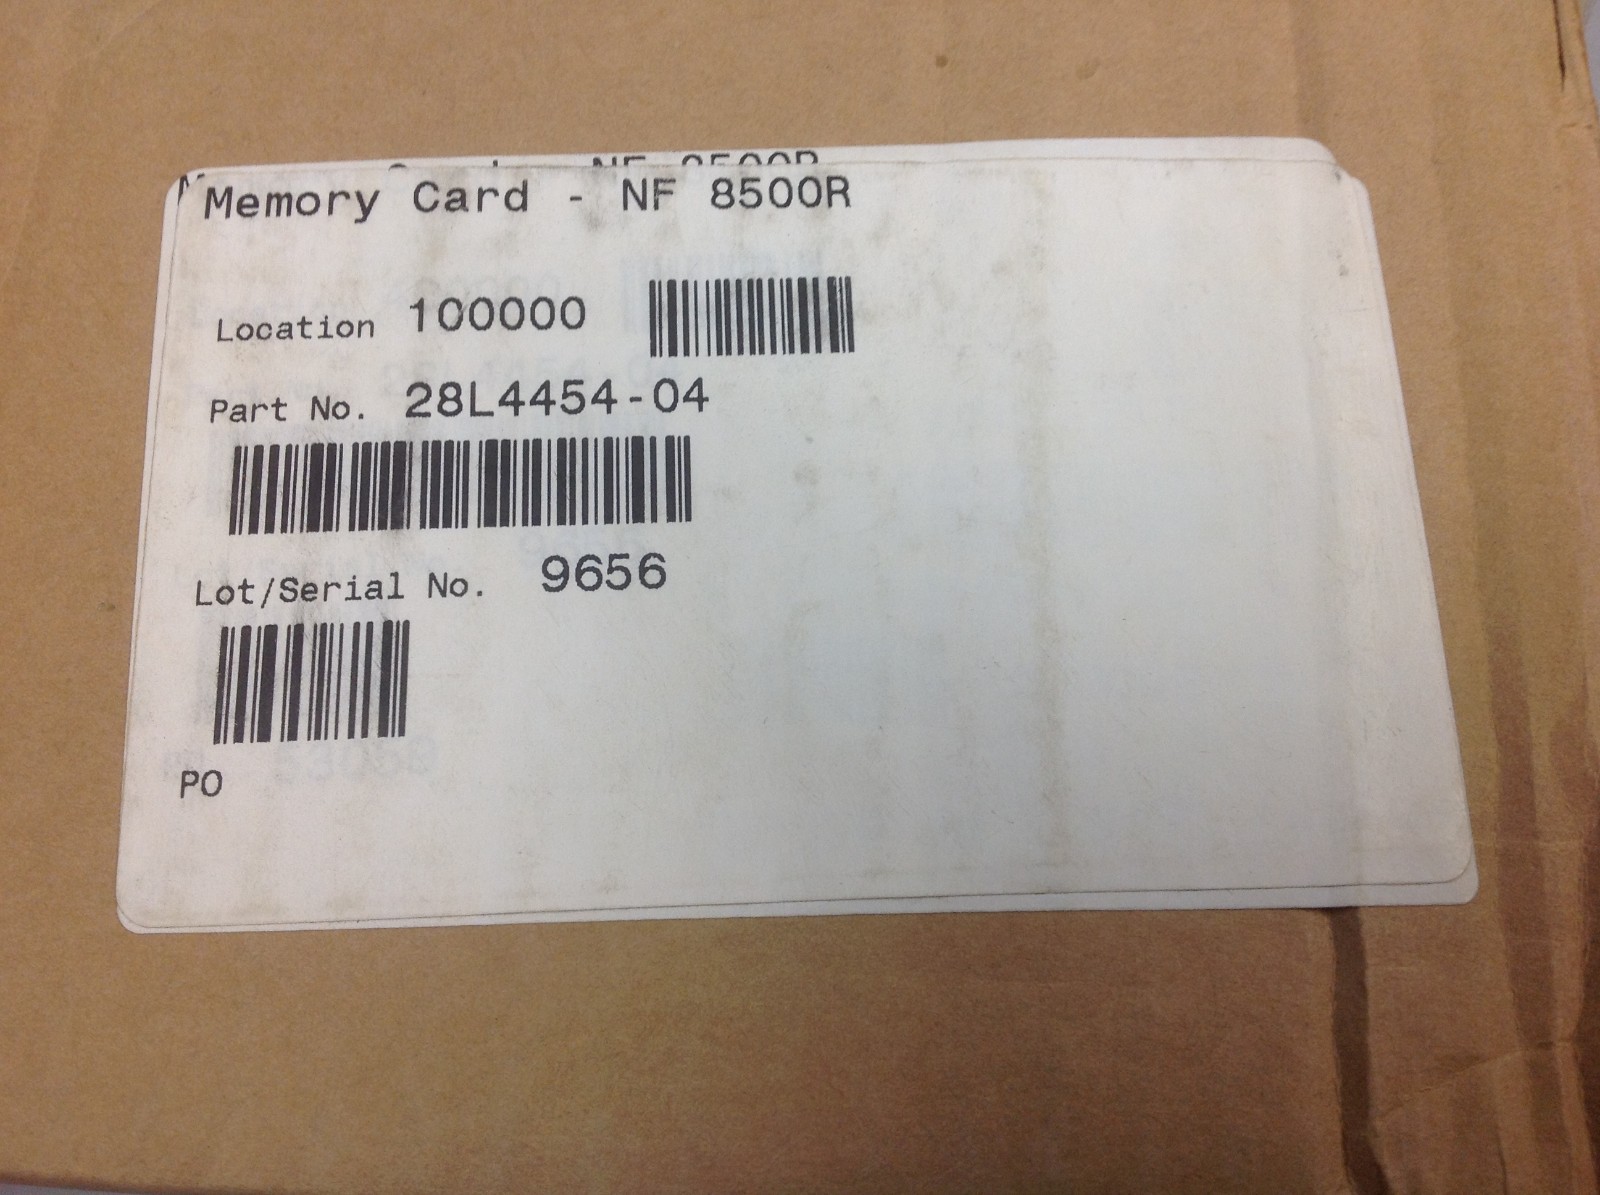 Memory Card - NF 8500R
Location 100000
Part No. 28L4454-04
Lot/Serial No. 9656
PO